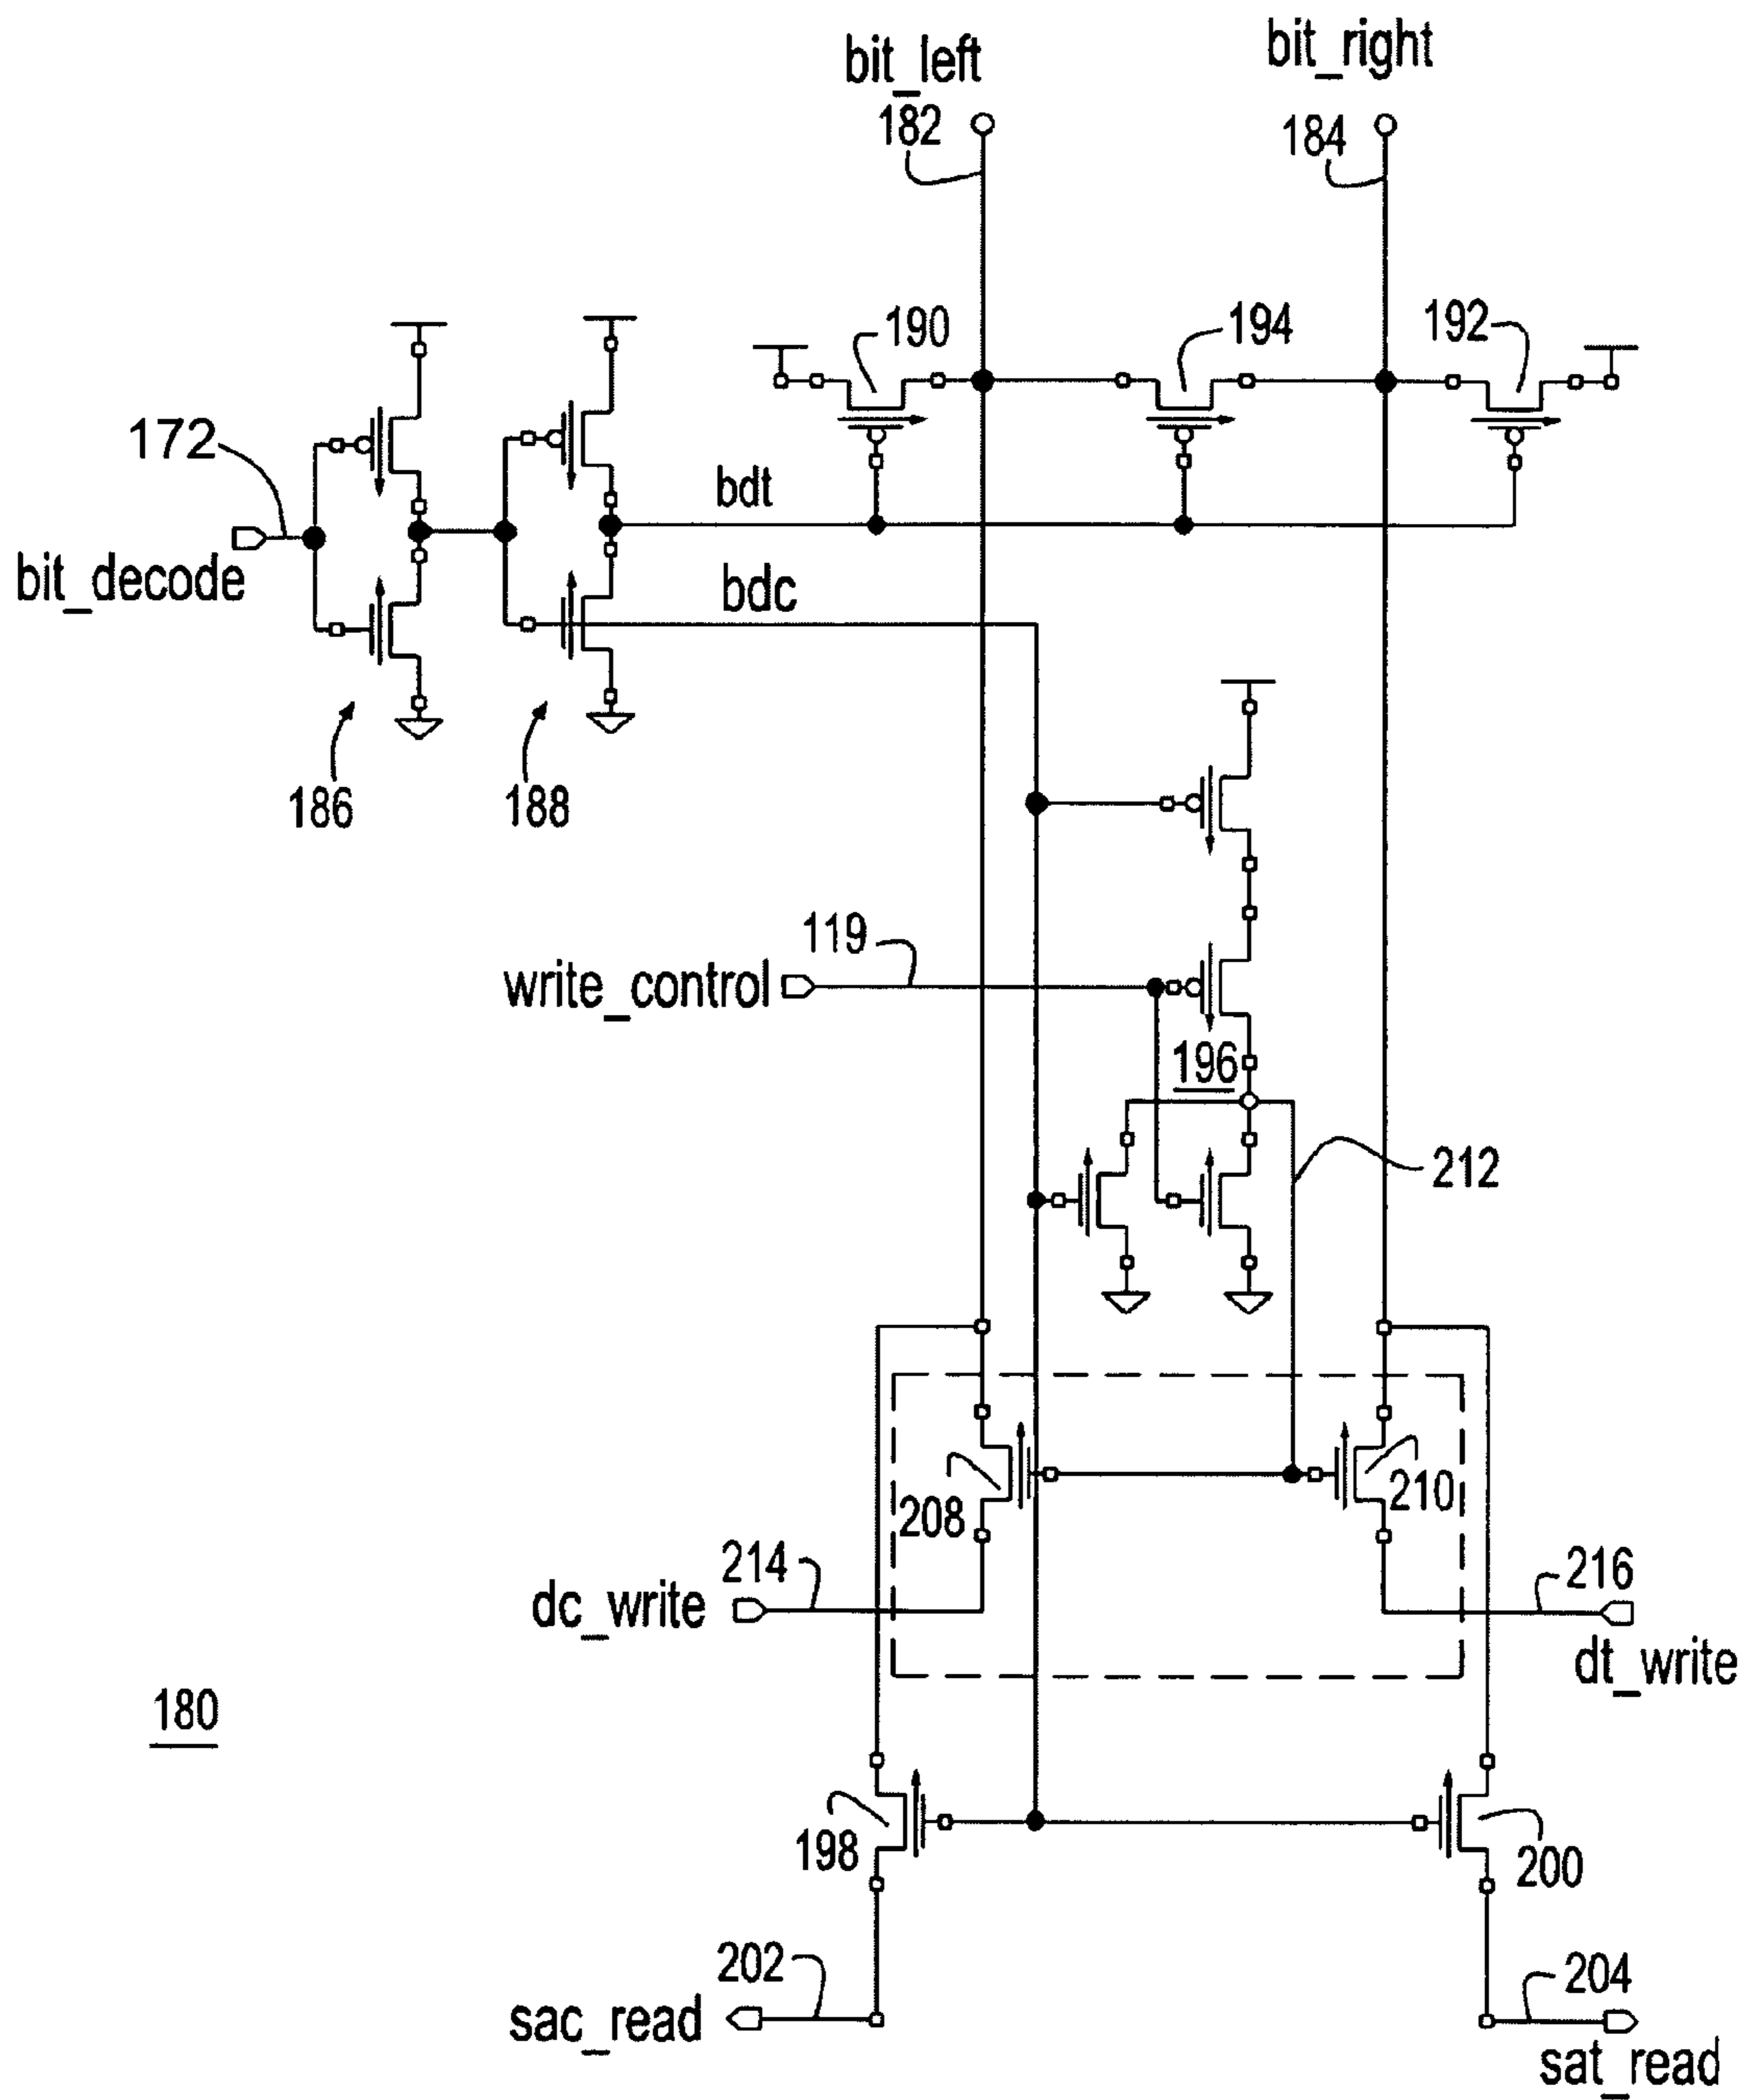 bit_left
bit_right
182
184
190
194
192
172
bit_decode
bdt
bdc
186
188
119
write_control
196
212
208
210
214
dc_write
216
dt_write
180
198
200
202
sac_read
204
sat_read